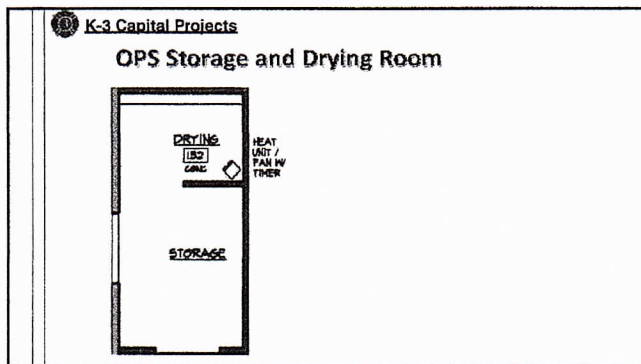 K-3 Capital Projects
OPS Storage and Drying Room
DRYING
152
CONC
HEAT
UNIT /
FAN W/
TIMER
STORAGE